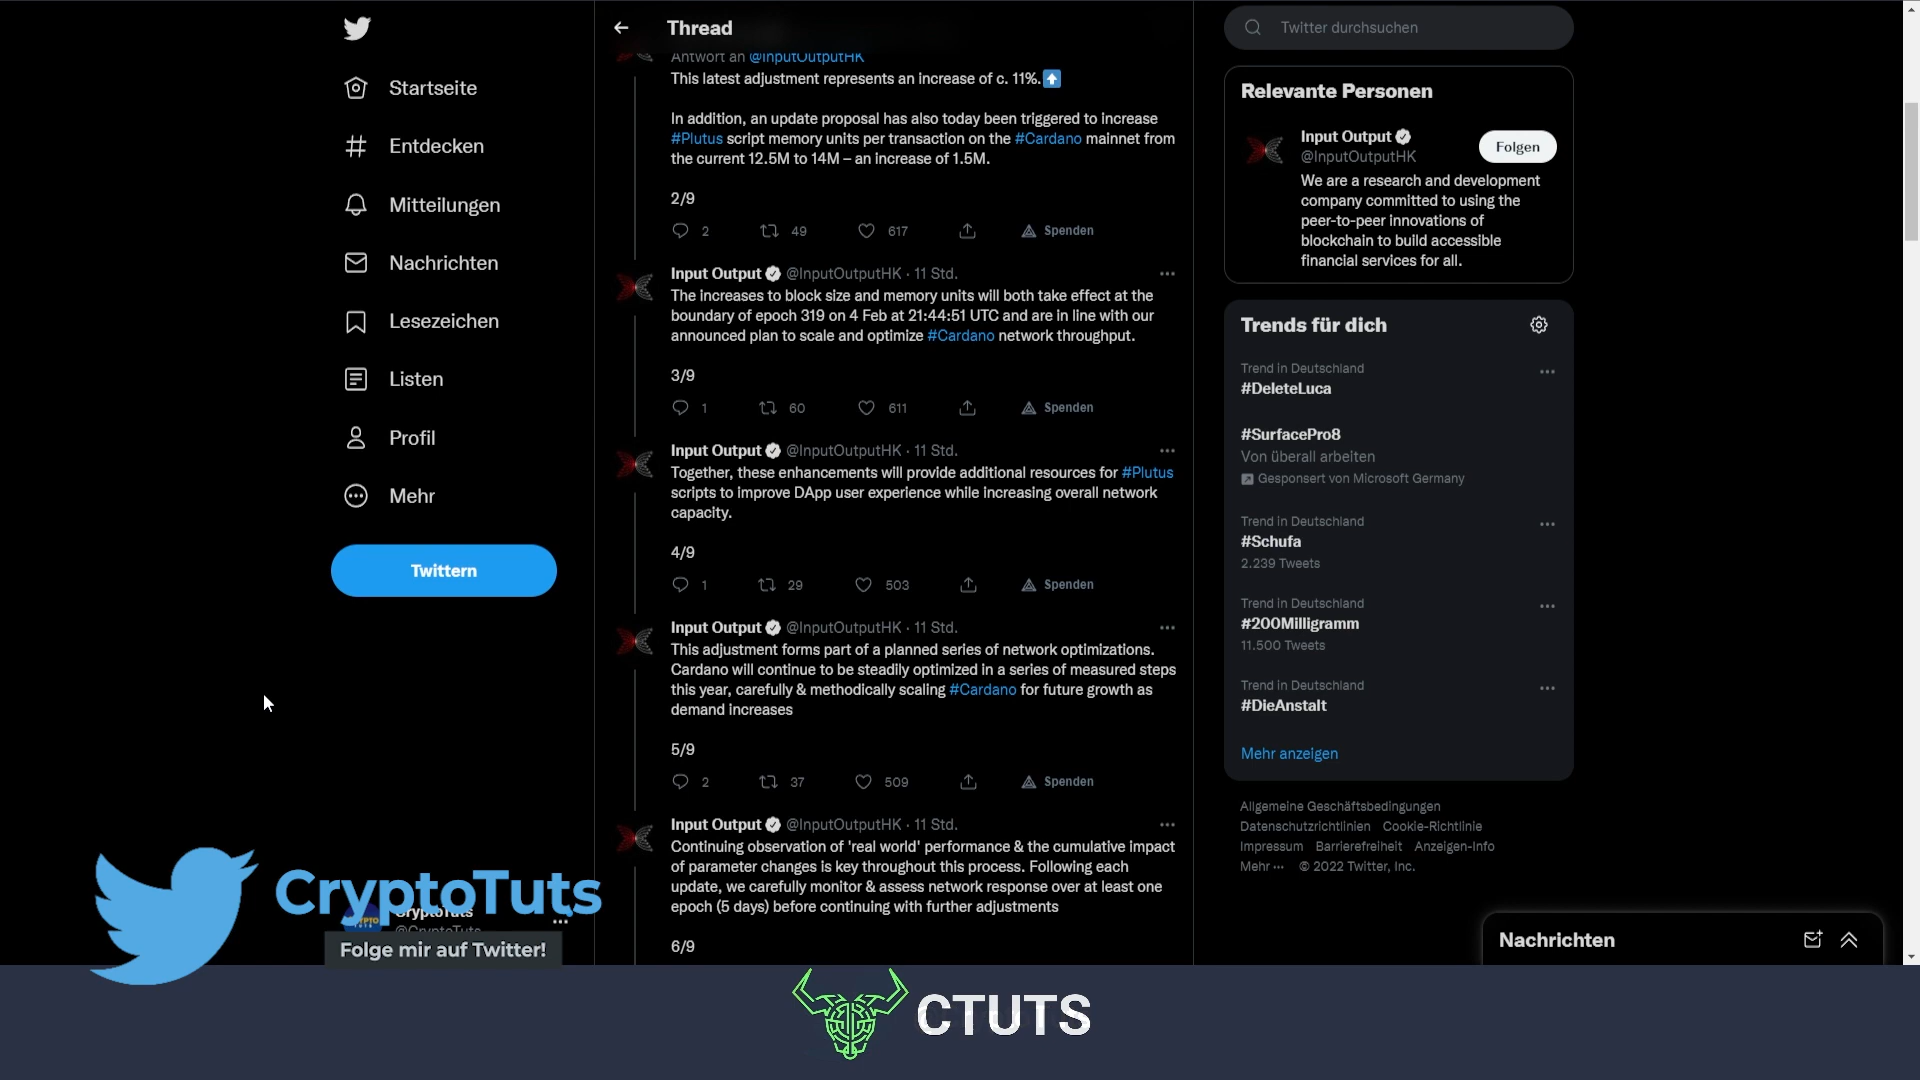 Startseite
Entdecken
Mitteilungen
Nachrichten
Lesezeichen
Listen
Profil
Mehr
Twittern
Thread
Antwort an @InputOutputHK
This latest adjustment represents an increase of c. 11%.
In addition, an update proposal has also today been triggered to increase
#Plutus script memory units per transaction on the #Cardano mainnet from
the current 12.5M to 14M – an increase of 1.5M.
2/9
2 49 617 Spenden
Input Output @InputOutputHK · 11 Std.
The increases to block size and memory units will both take effect at the
boundary of epoch 319 on 4 Feb at 21:44:51 UTC and are in line with our
announced plan to scale and optimize #Cardano network throughput.
3/9
1 60 611 Spenden
Input Output @InputOutputHK · 11 Std.
Together, these enhancements will provide additional resources for #Plutus
scripts to improve DApp user experience while increasing overall network
capacity.
4/9
1 29 503 Spenden
Input Output @InputOutputHK · 11 Std.
This adjustment forms part of a planned series of network optimizations.
Cardano will continue to be steadily optimized in a series of measured steps
this year, carefully & methodically scaling #Cardano for future growth as
demand increases
5/9
2 37 509 Spenden
Input Output @InputOutputHK · 11 Std.
Continuing observation of 'real world' performance & the cumulative impact
of parameter changes is key throughout this process. Following each
update, we carefully monitor & assess network response over at least one
epoch (5 days) before continuing with further adjustments
6/9
Twitter durchsuchen
Relevante Personen
Input Output
@InputOutputHK
Folgen
We are a research and development
company committed to using the
peer-to-peer innovations of
blockchain to build accessible
financial services for all.
Trends für dich
Trend in Deutschland
#DeleteLuca
#SurfacePro8
Von überall arbeiten
Gesponsert von Microsoft Germany
Trend in Deutschland
#Schufa
2.239 Tweets
Trend in Deutschland
#200Milligramm
11.500 Tweets
Trend in Deutschland
#DieAnstalt
Mehr anzeigen
Allgemeine Geschäftsbedingungen
Datenschutzrichtlinien Cookie-Richtlinie
Impressum Barrierefreiheit Anzeigen-Info
Mehr ··· © 2022 Twitter, Inc.
Nachrichten
CryptoTuts
CryptoTuts
@CryptoTuts
Folge mir auf Twitter!
CTUTS